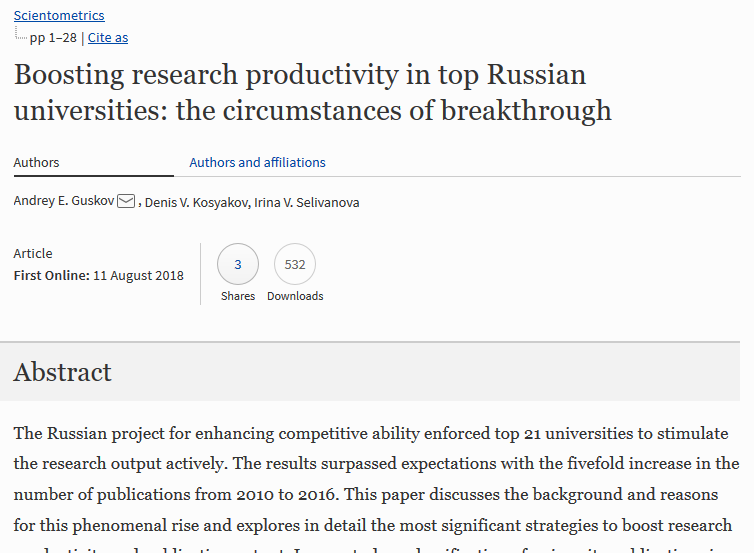 Scientometrics
pp 1–28 | Cite as
Boosting research productivity in top Russian
universities: the circumstances of breakthrough
Authors
Authors and affiliations
Andrey E. Guskov , Denis V. Kosyakov, Irina V. Selivanova
Article
First Online: 11 August 2018
3
Shares
532
Downloads
Abstract
The Russian project for enhancing competitive ability enforced top 21 universities to stimulate
the research output actively. The results surpassed expectations with the fivefold increase in the
number of publications from 2010 to 2016. This paper discusses the background and reasons
for this phenomenal rise and explores in detail the most significant strategies to boost research